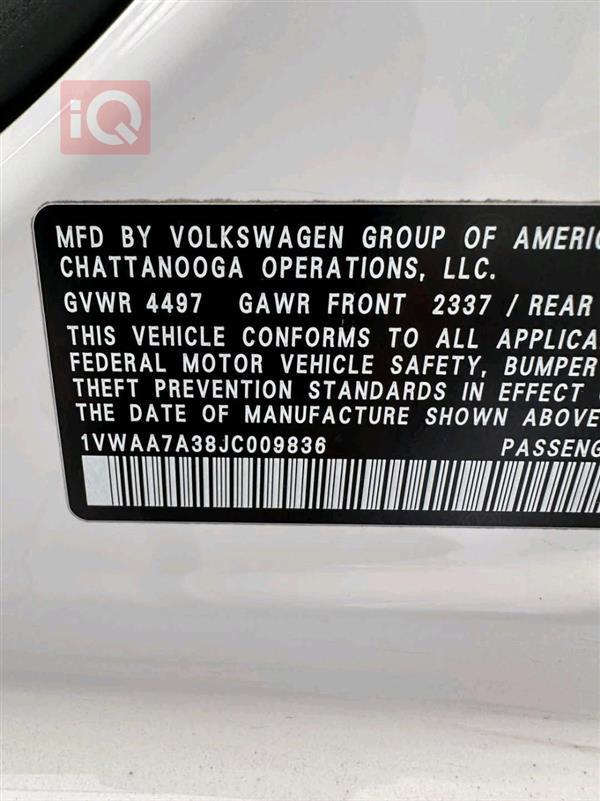 iQ
MFD BY VOLKSWAGEN GROUP OF AMERIC
CHATTANOOGA OPERATIONS, LLC.
GVWR 4497 GAWR FRONT 2337 / REAR
THIS VEHICLE CONFORMS TO ALL APPLICA
FEDERAL MOTOR VEHICLE SAFETY, BUMPER
THEFT PREVENTION STANDARDS IN EFFECT
THE DATE OF MANUFACTURE SHOWN ABOVE
1VWAA7A38JC009836 PASSENG